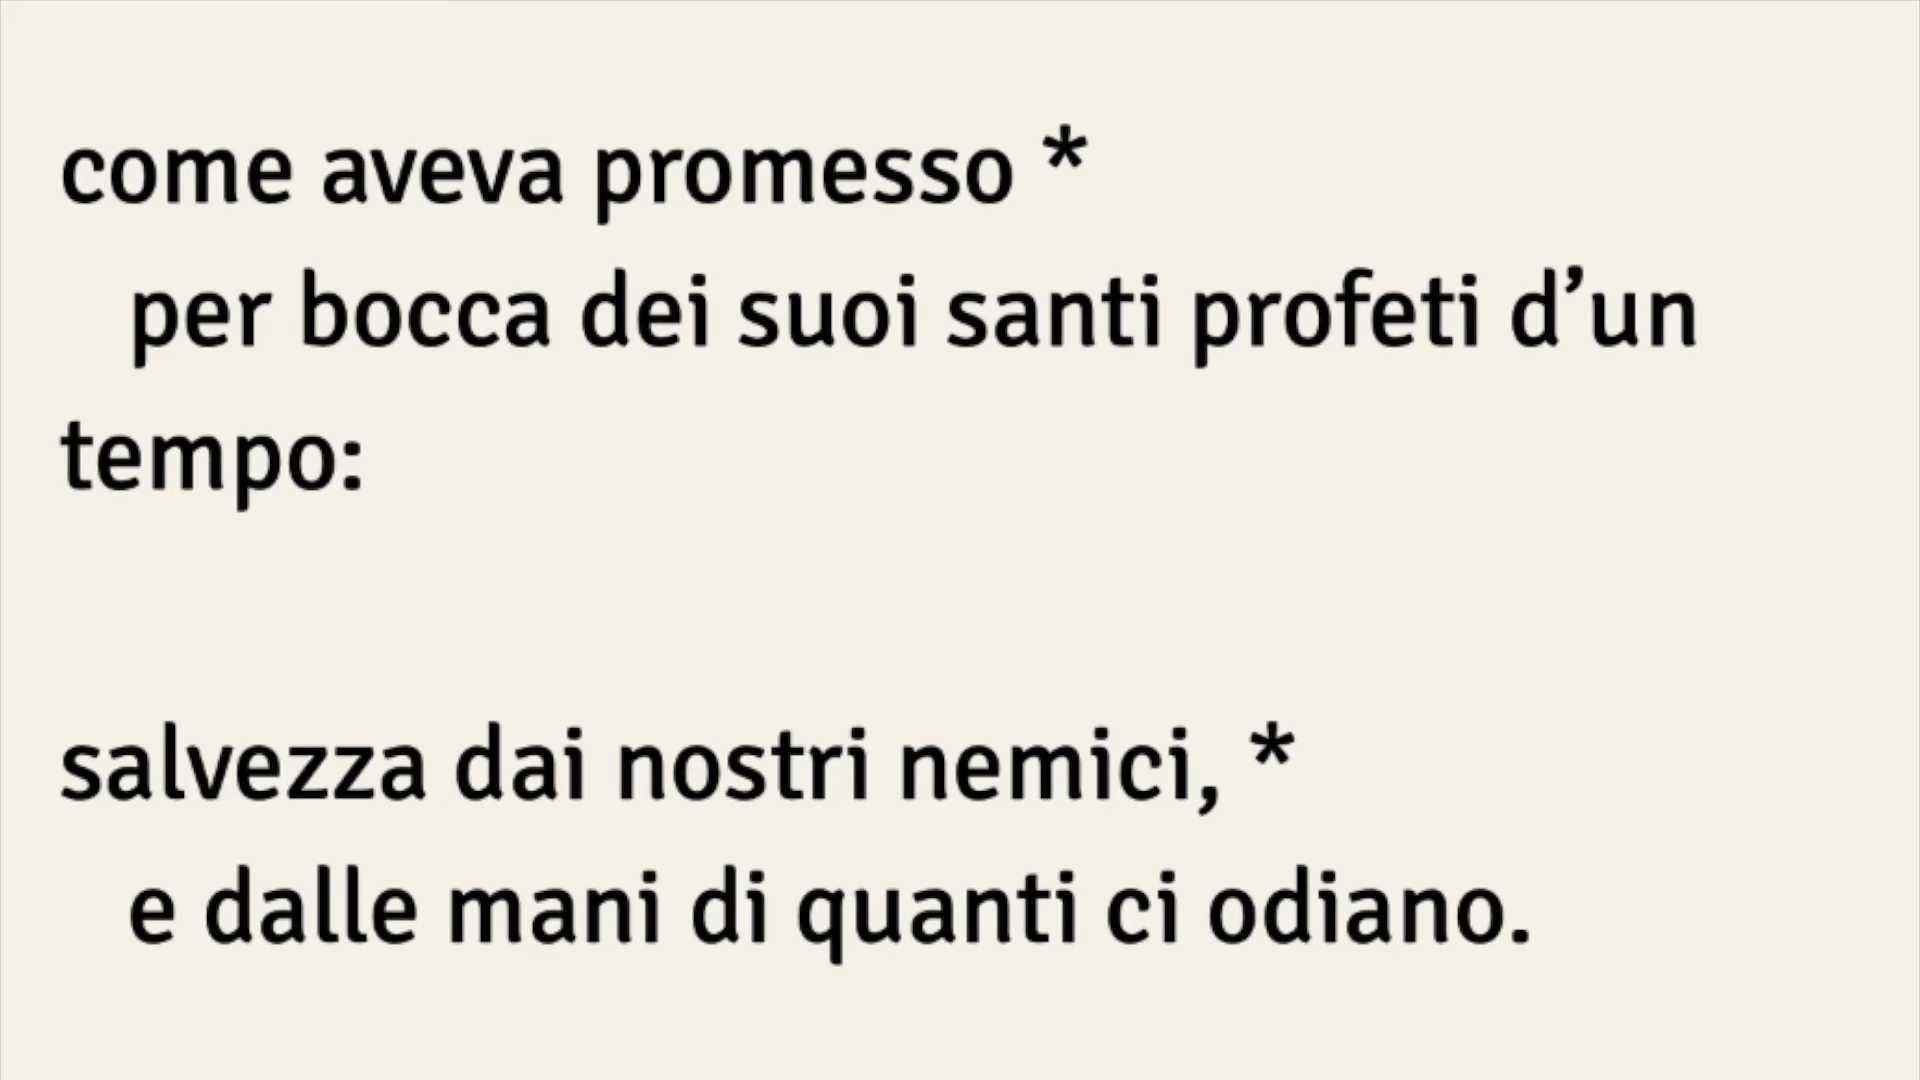 come aveva promesso *
per bocca dei suoi santi profeti d’un
tempo:
salvezza dai nostri nemici, *
e dalle mani di quanti ci odiano.